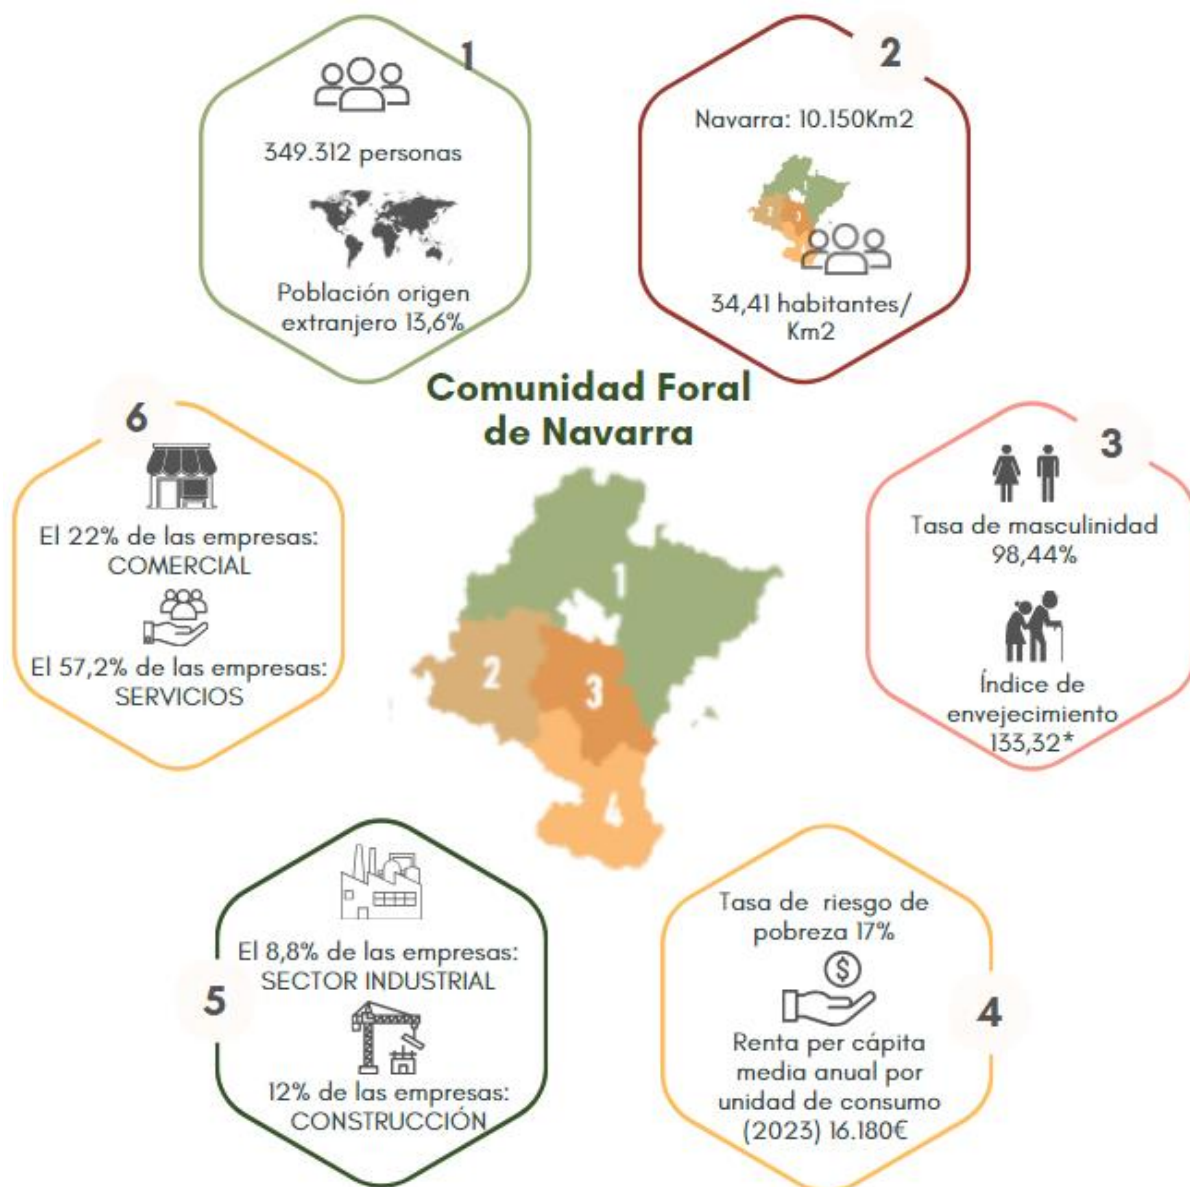 1
349.312 personas
Población origen
extranjero 13,6%
2
Navarra: 10.150Km2
1
2
3
34,41 habitantes/
Km2
Comunidad Foral
de Navarra
1
2
3
4
3
Tasa de masculinidad
98,44%
Índice de
envejecimiento
133,32*
4
Tasa de riesgo de
pobreza 17%
$
Renta per cápita
media anual por
unidad de consumo
(2023) 16.180€
5
El 8,8% de las empresas:
SECTOR INDUSTRIAL
12% de las empresas:
CONSTRUCCIÓN
6
El 22% de las empresas:
COMERCIAL
El 57,2% de las empresas:
SERVICIOS